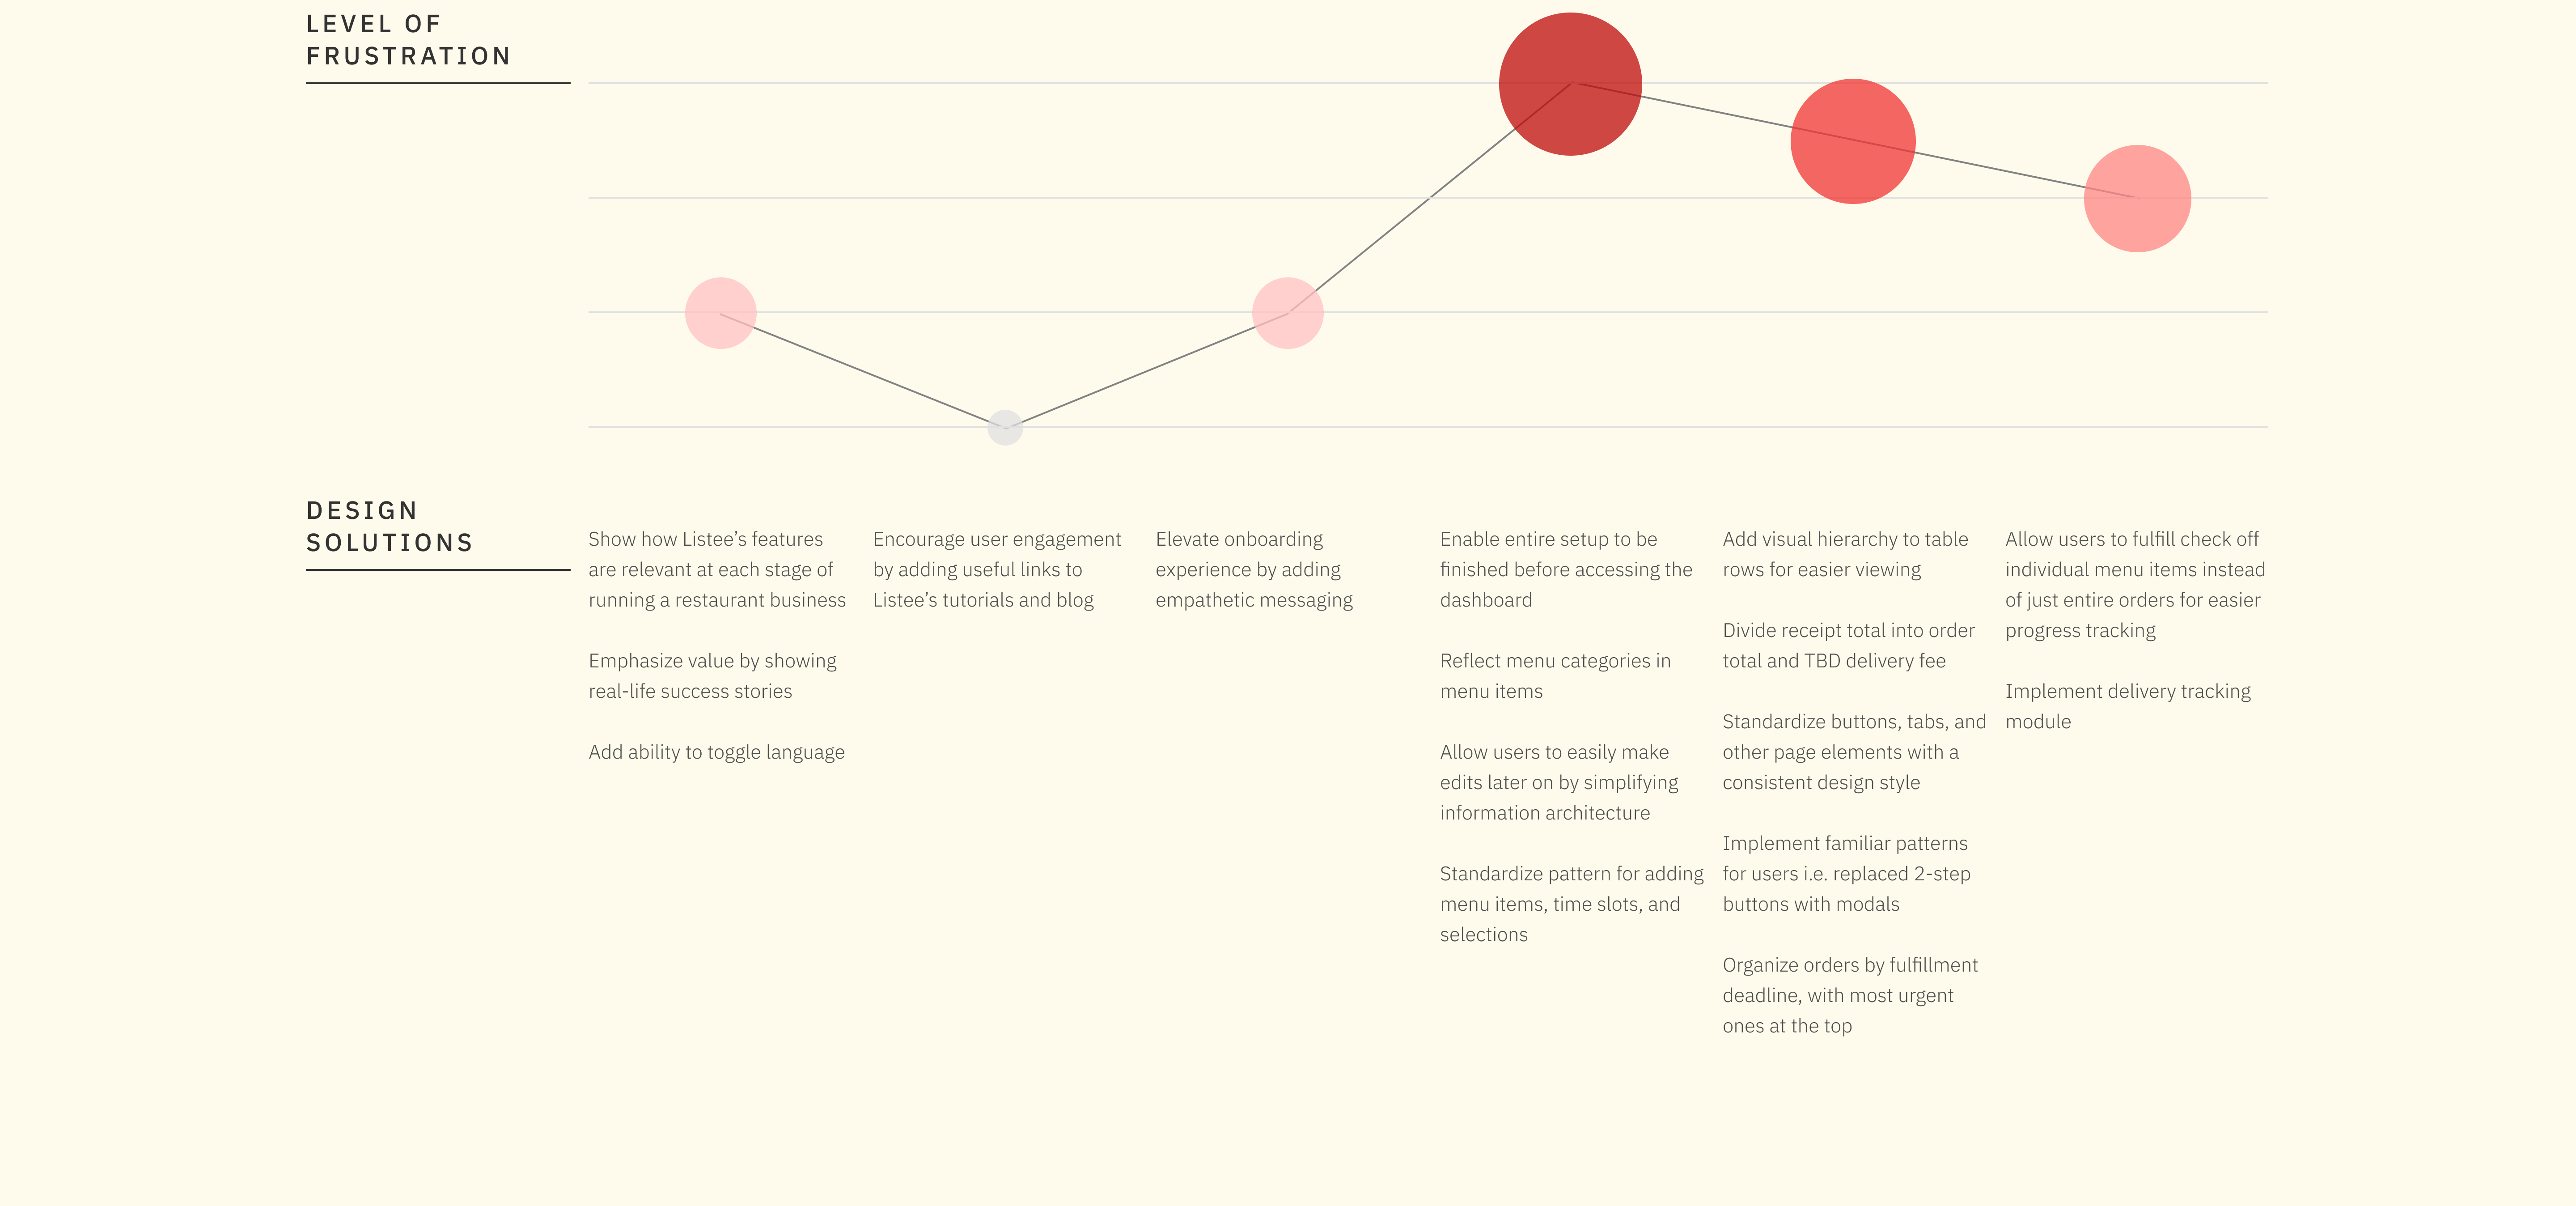 LEVEL OF
FRUSTRATION
DESIGN
SOLUTIONS
Show how Listee’s features
are relevant at each stage of
running a restaurant business
Emphasize value by showing
real-life success stories
Add ability to toggle language
Encourage user engagement
by adding useful links to
Listee’s tutorials and blog
Elevate onboarding
experience by adding
empathetic messaging
Enable entire setup to be
finished before accessing the
dashboard
Reflect menu categories in
menu items
Allow users to easily make
edits later on by simplifying
information architecture
Standardize pattern for adding
menu items, time slots, and
selections
Add visual hierarchy to table
rows for easier viewing
Divide receipt total into order
total and TBD delivery fee
Standardize buttons, tabs, and
other page elements with a
consistent design style
Implement familiar patterns
for users i.e. replaced 2-step
buttons with modals
Organize orders by fulfillment
deadline, with most urgent
ones at the top
Allow users to fulfill check off
individual menu items instead
of just entire orders for easier
progress tracking
Implement delivery tracking
module